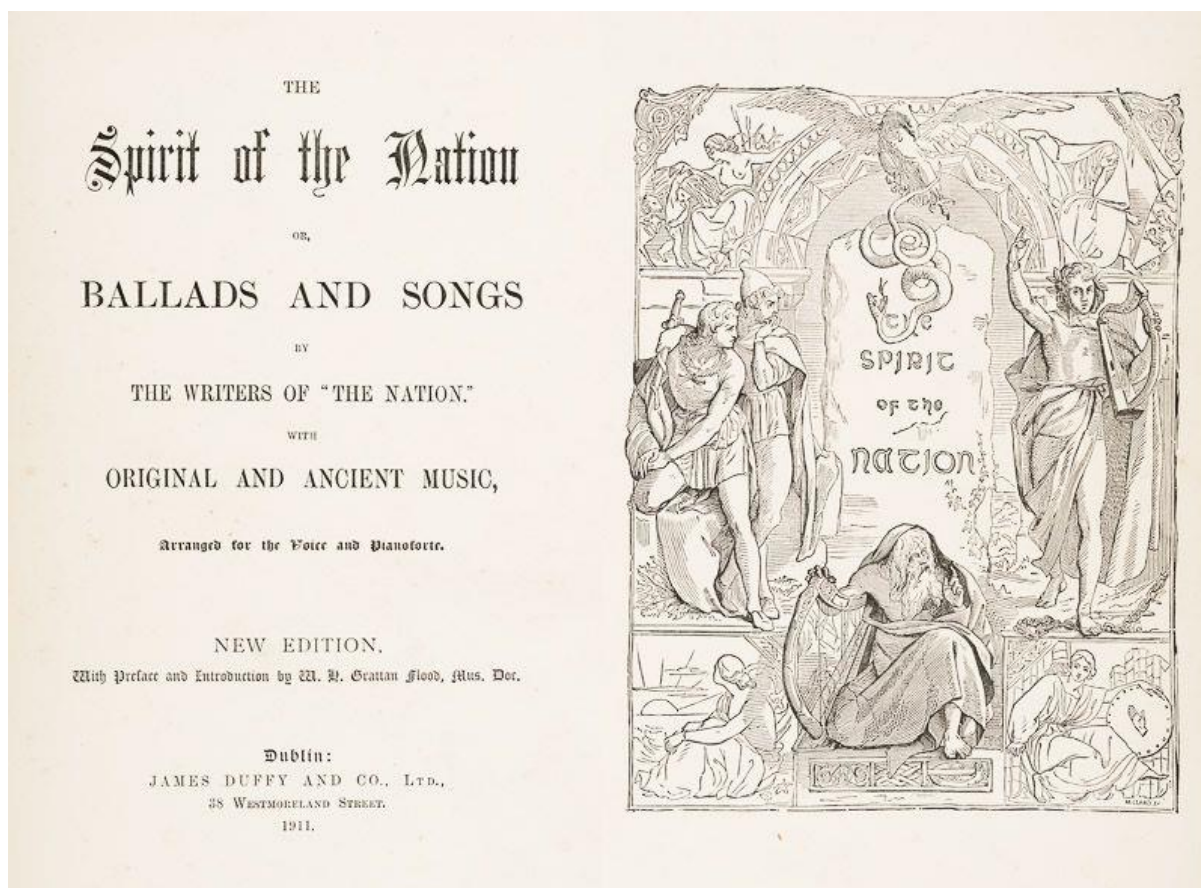 THE
Spirit of the Nation
OR,
BALLADS AND SONGS
BY
THE WRITERS OF "THE NATION."
WITH
ORIGINAL AND ANCIENT MUSIC,
Arranged for the Voice and Pianoforte.
NEW EDITION,
With Preface and Introduction by W. H. Grattan Flood, Mus. Doc.
Dublin:
JAMES DUFFY AND CO., LTD.,
38 WESTMORELAND STREET.
1911.
SPIRIT
OF THE
NATION